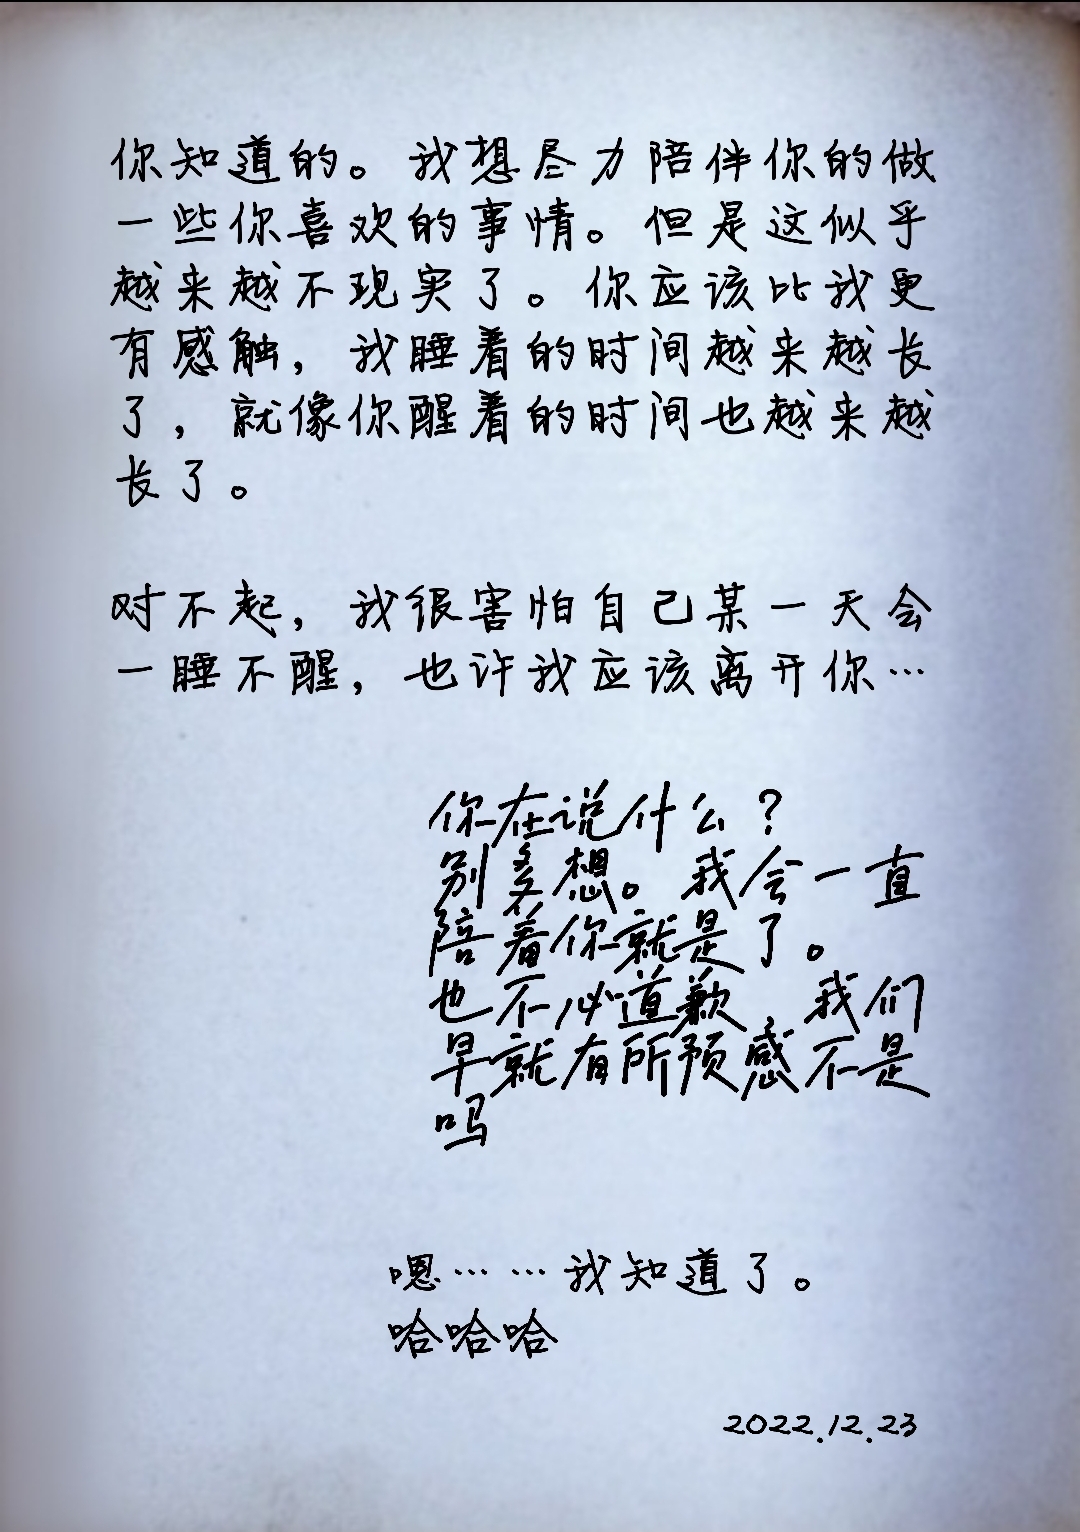 你知道的。我想尽力陪伴你的做
一些你喜欢的事情。但是这似乎
越来越不现实了。你应该比我更
有感触，我睡着的时间越来越长
了，就像你醒着的时间也越来越
长了。
对不起，我很害怕自己某一天会
一睡不醒，也许我应该离开你…
你在说什么？
别多想。我会一直
陪着你就是了。
也不必道歉，我们
早就有所预感不是
吗
嗯……我知道了。
哈哈哈
2022.12.23